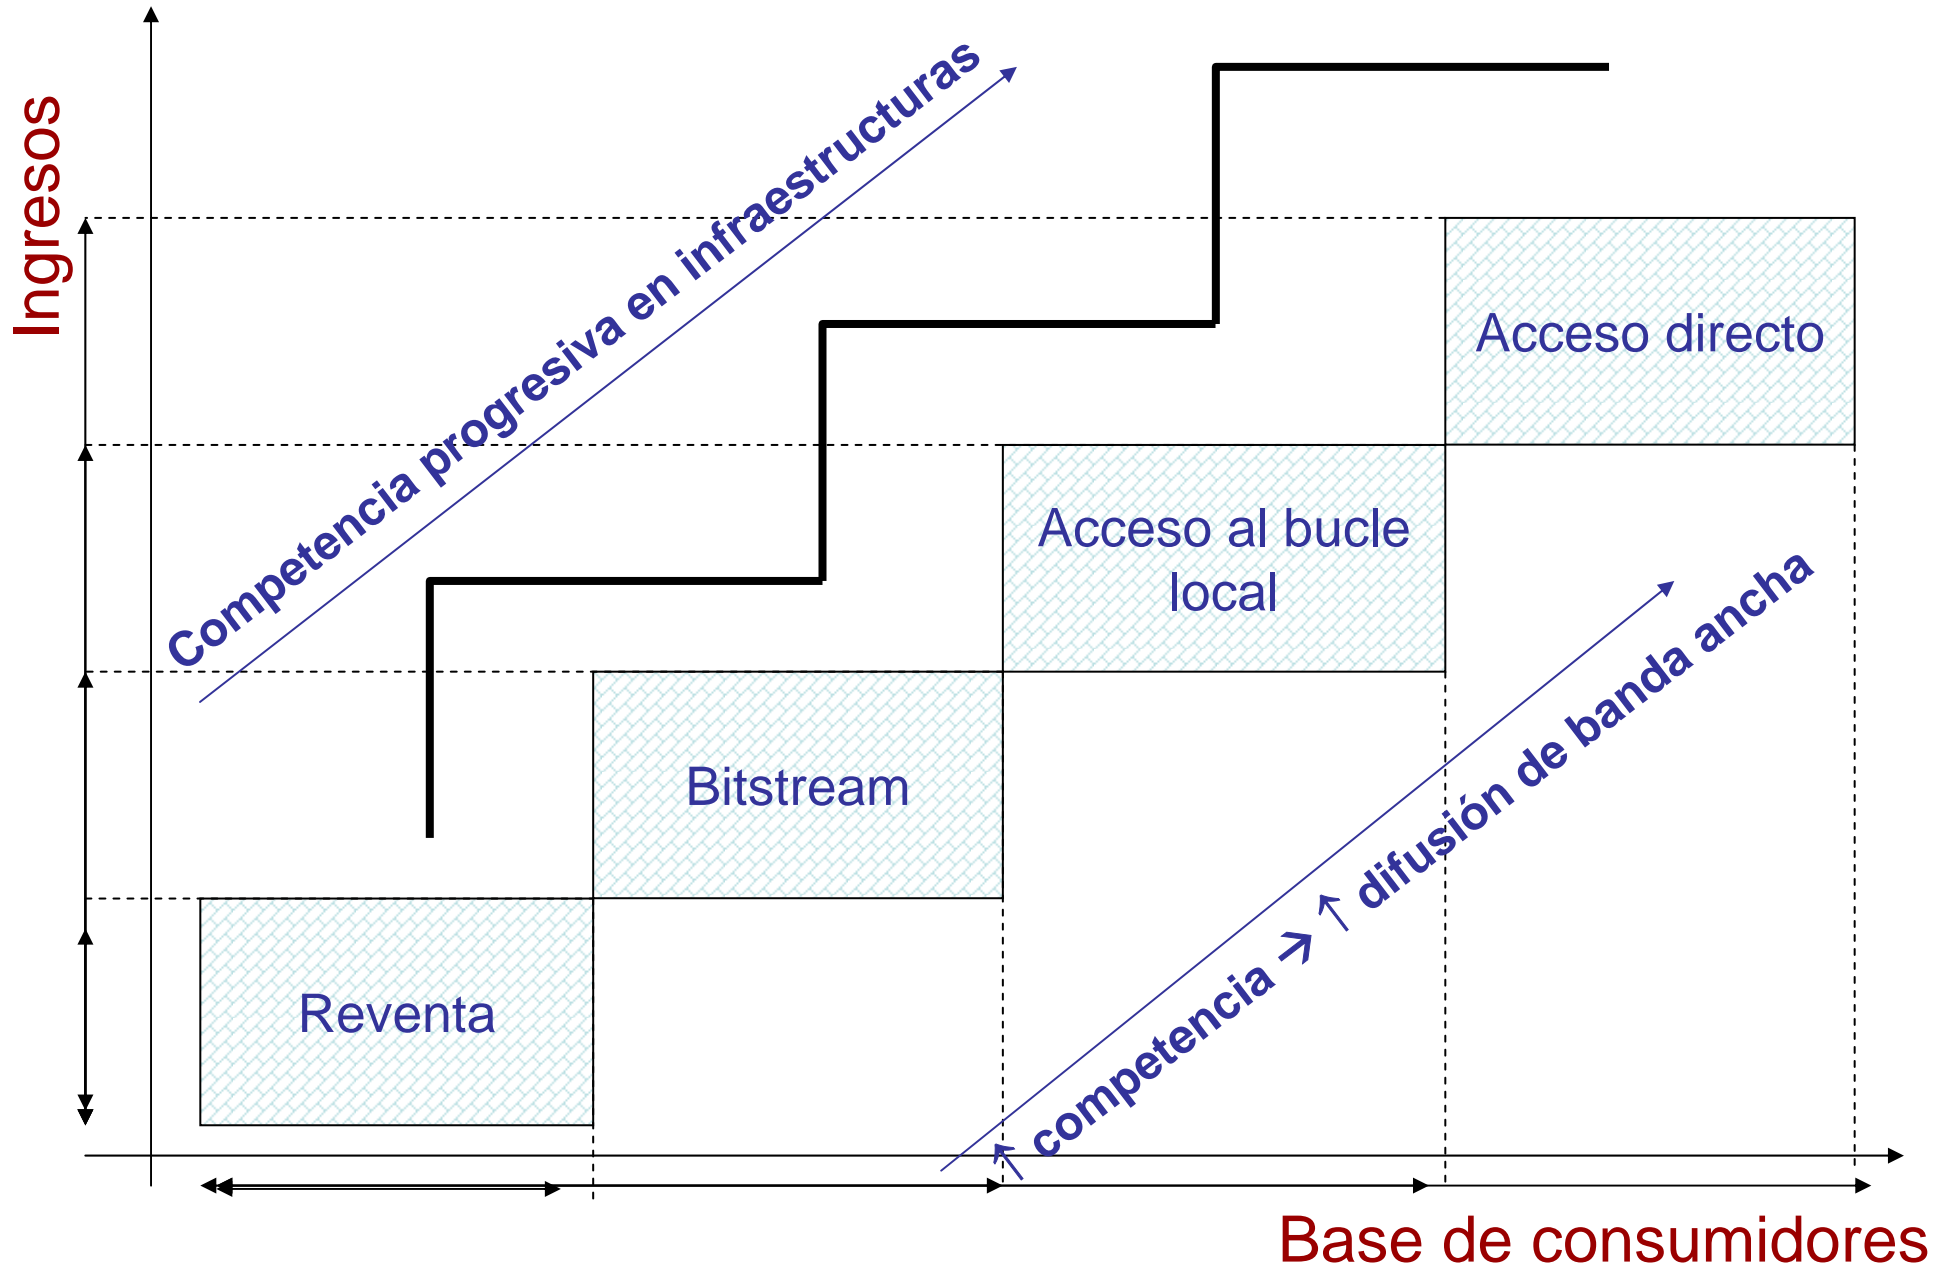 Ingresos
Competencia progresiva en infraestructuras
Acceso directo
Acceso al bucle
local
Bitstream
Reventa
↑ competencia → ↑ difusión de banda ancha
Base de consumidores